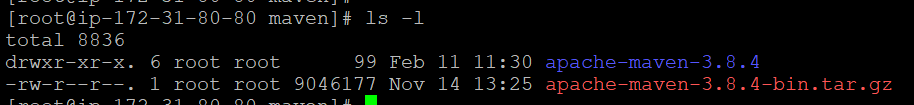 [root@ip-172-31-80-80 maven]# ls -l
total 8836
drwxr-xr-x. 6 root root      99 Feb 11 11:30 apache-maven-3.8.4
-rw-r--r--. 1 root root 9046177 Nov 14 13:25 apache-maven-3.8.4-bin.tar.gz
[root@ip-172-31-80-80 maven]#